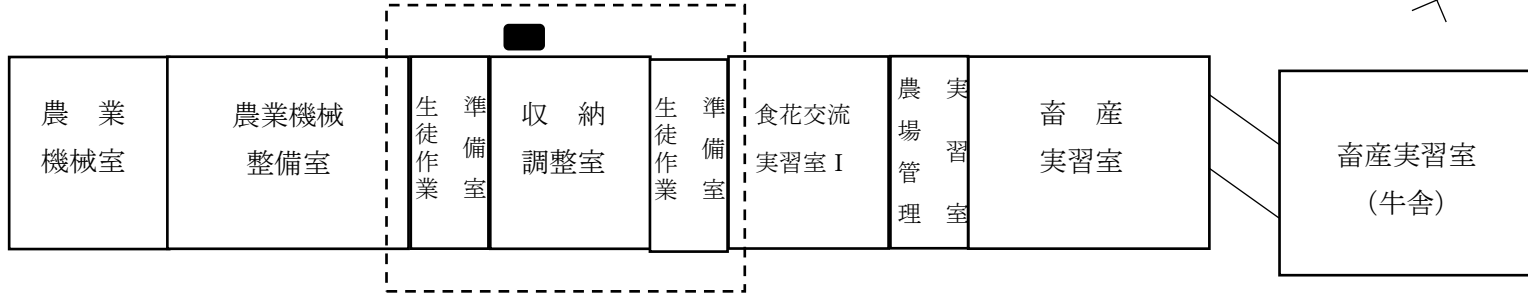 農　業
機械室
農業機械
整備室
生徒作業
準備室
収　納
調整室
生徒作業
準備室
食花交流
実習室Ⅰ
農場管理
実習室
畜　産
実習室
畜産実習室
（牛舎）